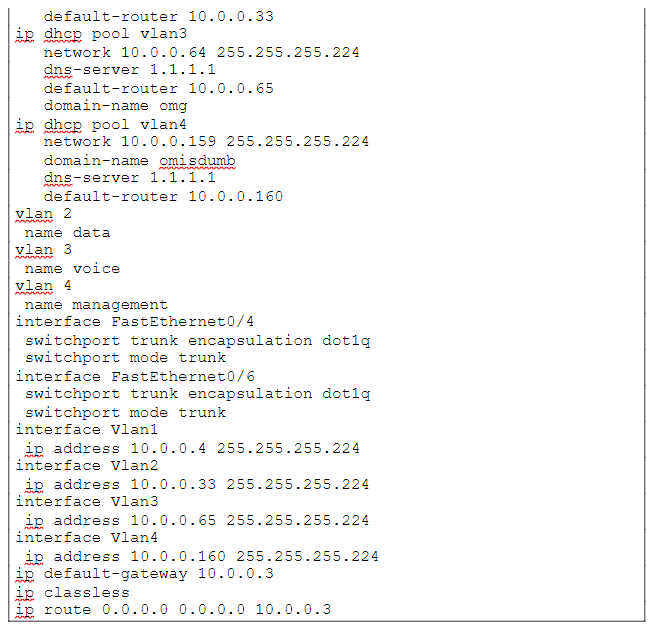 default-router 10.0.0.33
ip dhcp pool vlan3
network 10.0.0.64 255.255.255.224
dns-server 1.1.1.1
default-router 10.0.0.65
domain-name omg
ip dhcp pool vlan4
network 10.0.0.159 255.255.255.224
domain-name omisdumb
dns-server 1.1.1.1
default-router 10.0.0.160
vlan 2
name data
vlan 3
name voice
vlan 4
name management
interface FastEthernet0/4
switchport trunk encapsulation dot1q
switchport mode trunk
interface FastEthernet0/6
switchport trunk encapsulation dot1q
switchport mode trunk
interface Vlan1
ip address 10.0.0.4 255.255.255.224
interface Vlan2
ip address 10.0.0.33 255.255.255.224
interface Vlan3
ip address 10.0.0.65 255.255.255.224
interface Vlan4
ip address 10.0.0.160 255.255.255.224
ip default-gateway 10.0.0.3
ip classless
ip route 0.0.0.0 0.0.0.0 10.0.0.3